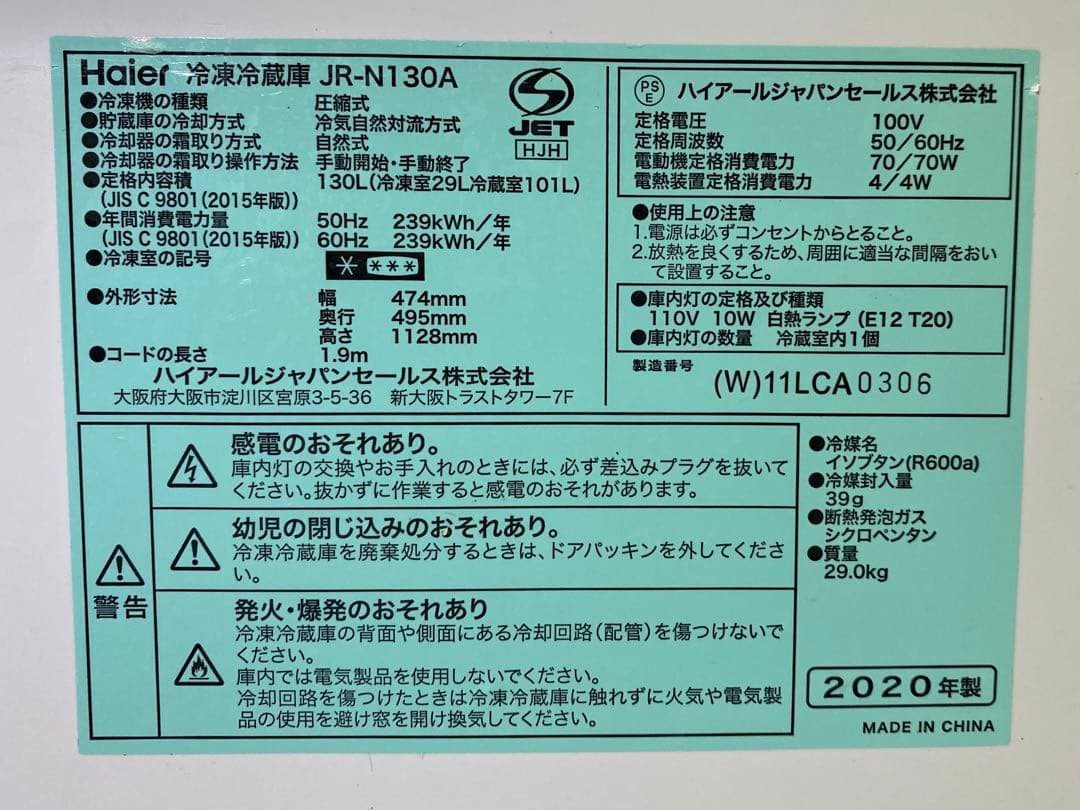 Haier 冷凍冷蔵庫 JR-N130A
●冷凍機の種類 圧縮式
●貯蔵庫の冷却方式 冷気自然対流方式
●冷却器の霜取り方式 自然式
●冷却器の霜取り操作方法 手動開始・手動終了
●定格内容積 130L(冷凍室29L冷蔵室101L)
(JIS C 9801(2015年版))
●年間消費電力量 50Hz 239kWh/年
(JIS C 9801(2015年版)) 60Hz 239kWh/年
●冷凍室の記号
●外形寸法 幅 474mm
奥行 495mm
高さ 1128mm
●コードの長さ 1.9m
ハイアールジャパンセールス株式会社
大阪府大阪市淀川区宮原3-5-36 新大阪トラストタワー7F
JET
HJH
PS
E
ハイアールジャパンセールス株式会社
定格電圧 100V
定格周波数 50/60Hz
電動機定格消費電力 70/70W
電熱装置定格消費電力 4/4W
●使用上の注意
1.電源は必ずコンセントからとること。
2.放熱を良くするため、周囲に適当な間隔をおい
て設置すること。
●庫内灯の定格及び種類
110V 10W 白熱ランプ (E12 T20)
●庫内灯の数量 冷蔵室内1個
製造番号
(W)11LCA0306
警告
感電のおそれあり。
庫内灯の交換やお手入れのときには、必ず差込みプラグを抜いて
ください。抜かずに作業すると感電のおそれがあります。
幼児の閉じ込みのおそれあり。
冷凍冷蔵庫を廃棄処分するときは、ドアパッキンを外してくださ
い。
発火・爆発のおそれあり
冷凍冷蔵庫の背面や側面にある冷却回路(配管)を傷つけないで
ください。
庫内では電気製品を使用しないでください。
冷却回路を傷つけたときは冷凍冷蔵庫に触れずに火気や電気製
品の使用を避け窓を開け換気してください。
●冷媒名
イソブタン(R600a)
●冷媒封入量
39g
●断熱発泡ガス
シクロペンタン
●質量
29.0kg
2020年製
MADE IN CHINA